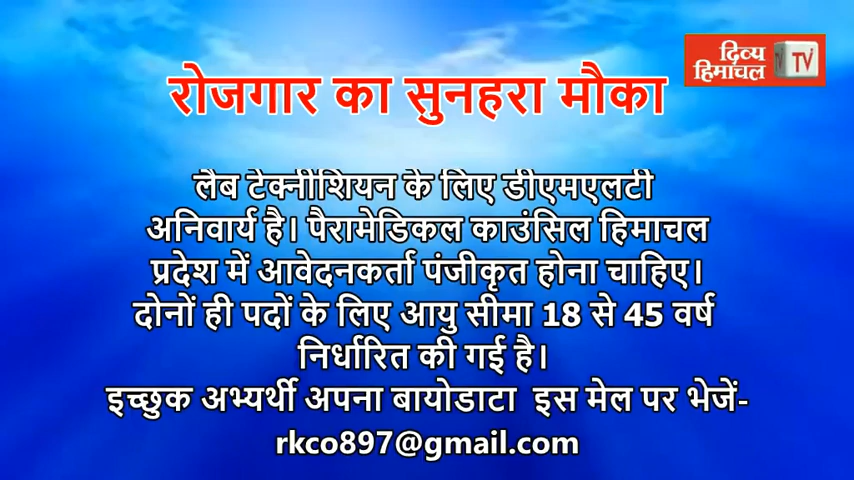 दिव्य
हिमाचल TV
रोजगार का सुनहरा मौका
लैब टेक्नीशियन के लिए डीएमएलटी
अनिवार्य है। पैरामेडिकल काउंसिल हिमाचल
प्रदेश में आवेदनकर्ता पंजीकृत होना चाहिए।
दोनों ही पदों के लिए आयु सीमा 18 से 45 वर्ष
निर्धारित की गई है।
इच्छुक अभ्यर्थी अपना बायोडाटा इस मेल पर भेजें-
rkco897@gmail.com